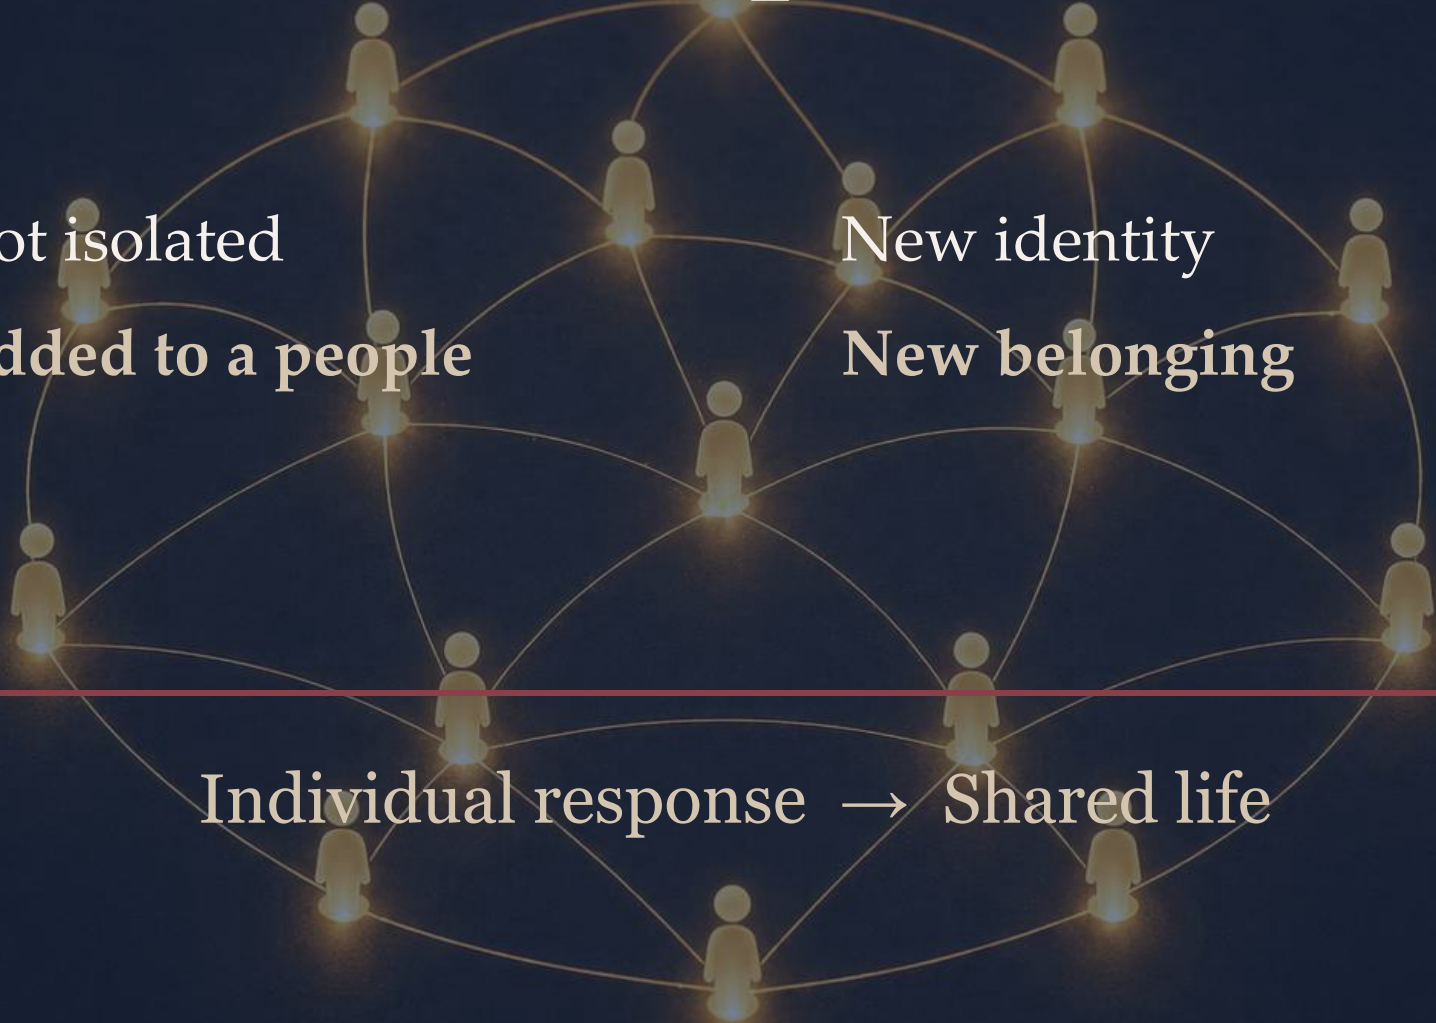 ot isolated
dded to a people
New identity
New belonging
Individual response → Shared life